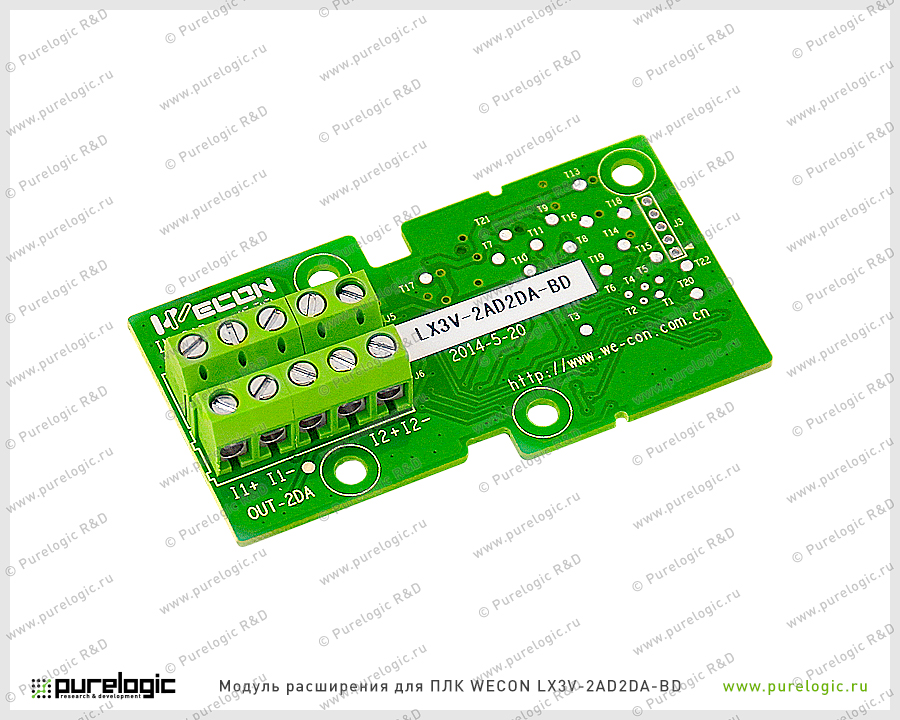 WECON
T13
T18
J3
T9
T16
T21
T7
T11
T8
T14
T15
T22
T10
T17
T19
T5
T6
T4
T20
T2
T1
T3
LX3V-2AD2DA-BD
2014-5-20
http://www.we-con.com.cn
J5
J6
I2+I2-
I1+ I1-
OUT-2DA
© Purelogic R&D
www.purelogic.ru
purelogic
research & development
Модуль расширения для ПЛК WECON LX3V-2AD2DA-BD
www.purelogic.ru